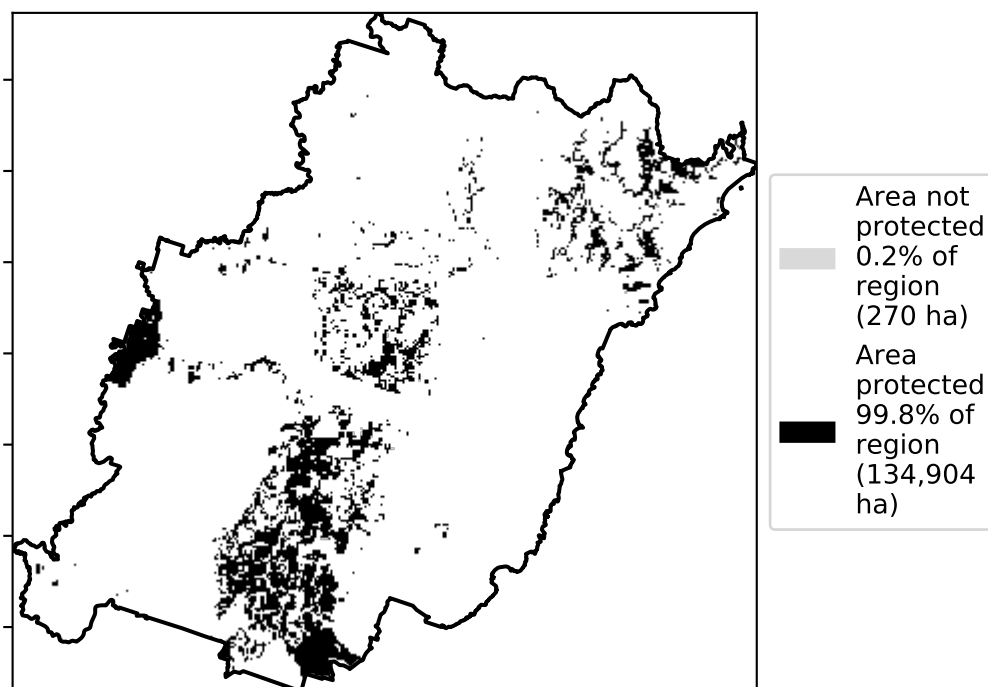 Area not
protected
0.2% of
region
(270 ha)
Area
protected
99.8% of
region
(134,904
ha)